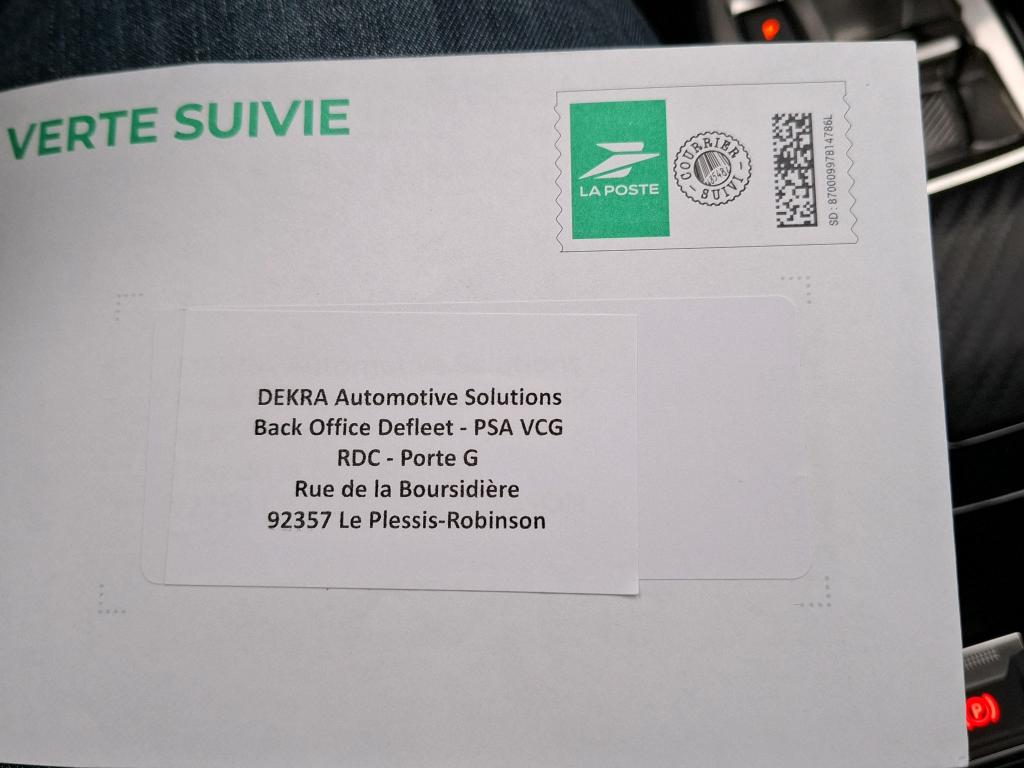 VERTE SUIVIE
LA POSTE
COURRIER
SUIVI
SD : 87000997B14786L
DEKRA Automotive Solutions
Back Office Defleet - PSA VCG
RDC - Porte G
Rue de la Boursidière
92357 Le Plessis-Robinson
P